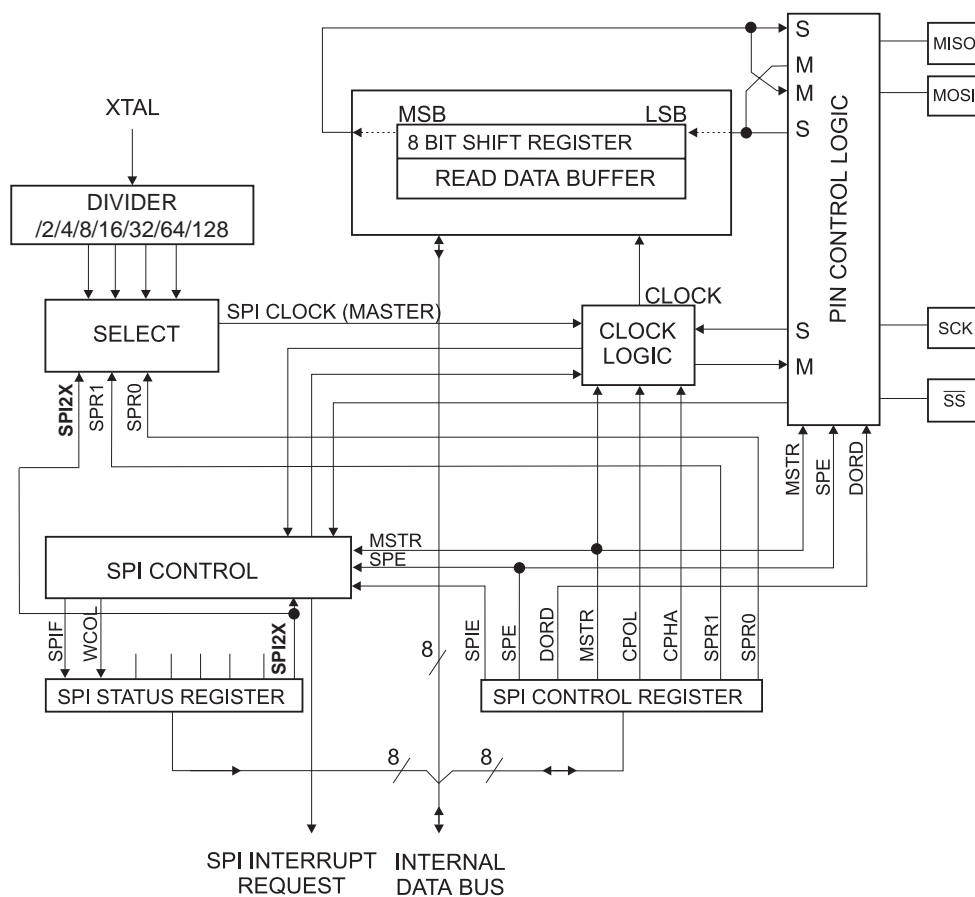 S
MISO
M
XTAL
MSB
LSB
M
MOSI
8 BIT SHIFT REGISTER
S
READ DATA BUFFER
DIVIDER
/2/4/8/16/32/64/128
PIN CONTROL LOGIC
CLOCK
SPI CLOCK (MASTER)
SELECT
CLOCK
LOGIC
S
SCK
M
SPI2X
SPR1
SPR0
SS
MSTR
SPE
DORD
MSTR
SPE
SPI CONTROL
SPIF
WCOL
SPI2X
SPIE
SPE
DORD
MSTR
CPOL
CPHA
SPR1
SPR0
8
SPI STATUS REGISTER
SPI CONTROL REGISTER
8
8
SPI INTERRUPT
REQUEST
INTERNAL
DATA BUS